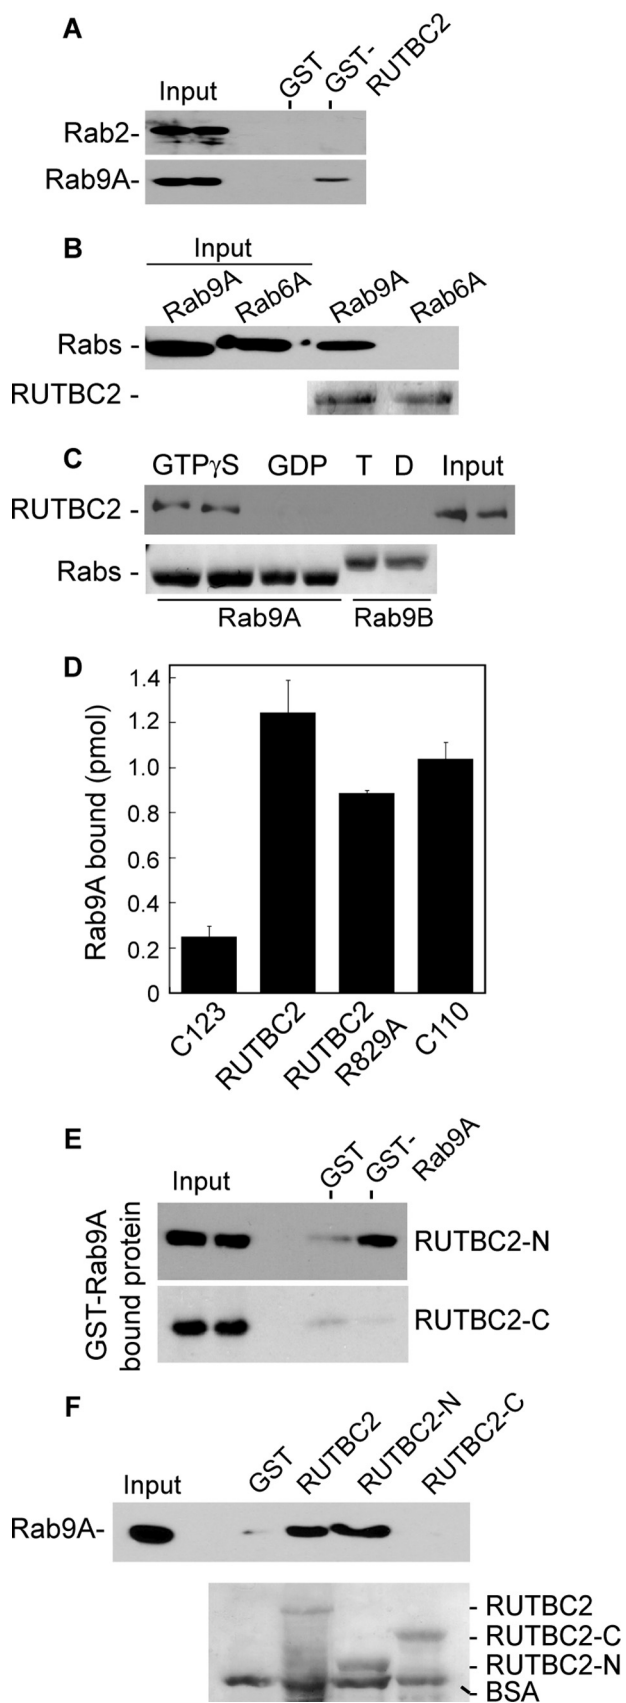 A
Input GST GST-RUTBC2
Rab2-
Rab9A-
B
Input
Rab9A Rab6A Rab9A Rab6A
Rabs -
RUTBC2 -
C
GTPγS GDP T D Input
RUTBC2 -
Rabs -
Rab9A Rab9B
D
Rab9A bound (pmol)
1.4
1.2
1.0
0.8
0.6
0.4
0.2
0
C123 RUTBC2 RUTBC2 R829A C110
E
Input GST GST-Rab9A
GST-Rab9A
bound protein
RUTBC2-N
RUTBC2-C
F
Input GST RUTBC2 RUTBC2-N RUTBC2-C
Rab9A-
- RUTBC2
- RUTBC2-C
- RUTBC2-N
- BSA